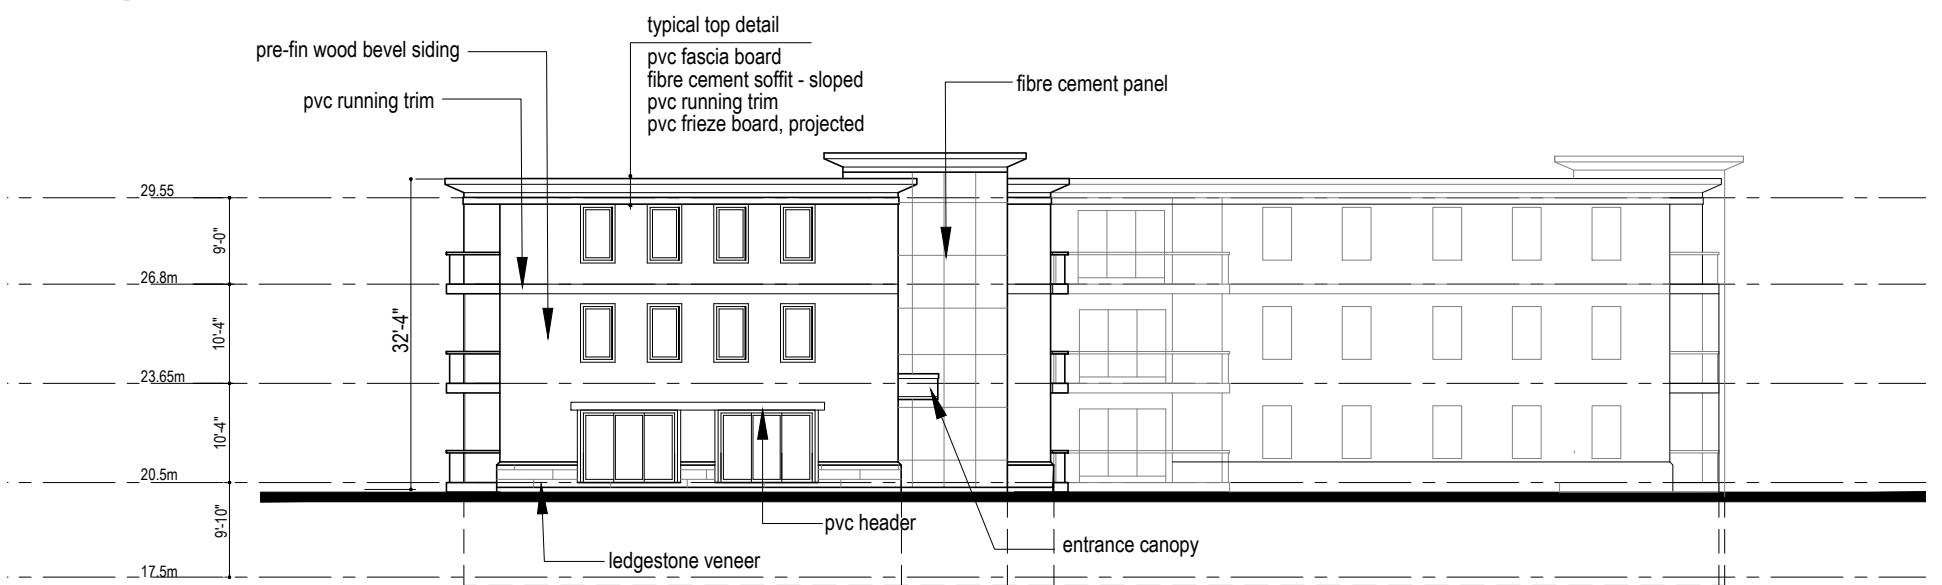 typical top detail
pre-fin wood bevel siding
pvc fascia board
fibre cement soffit - sloped
pvc running trim
pvc frieze board, projected
pvc running trim
fibre cement panel
29.55
9'-0"
26.8m
10'-4"
32'-4"
23.65m
10'-4"
20.5m
9'-10"
17.5m
pvc header
entrance canopy
ledgestone veneer